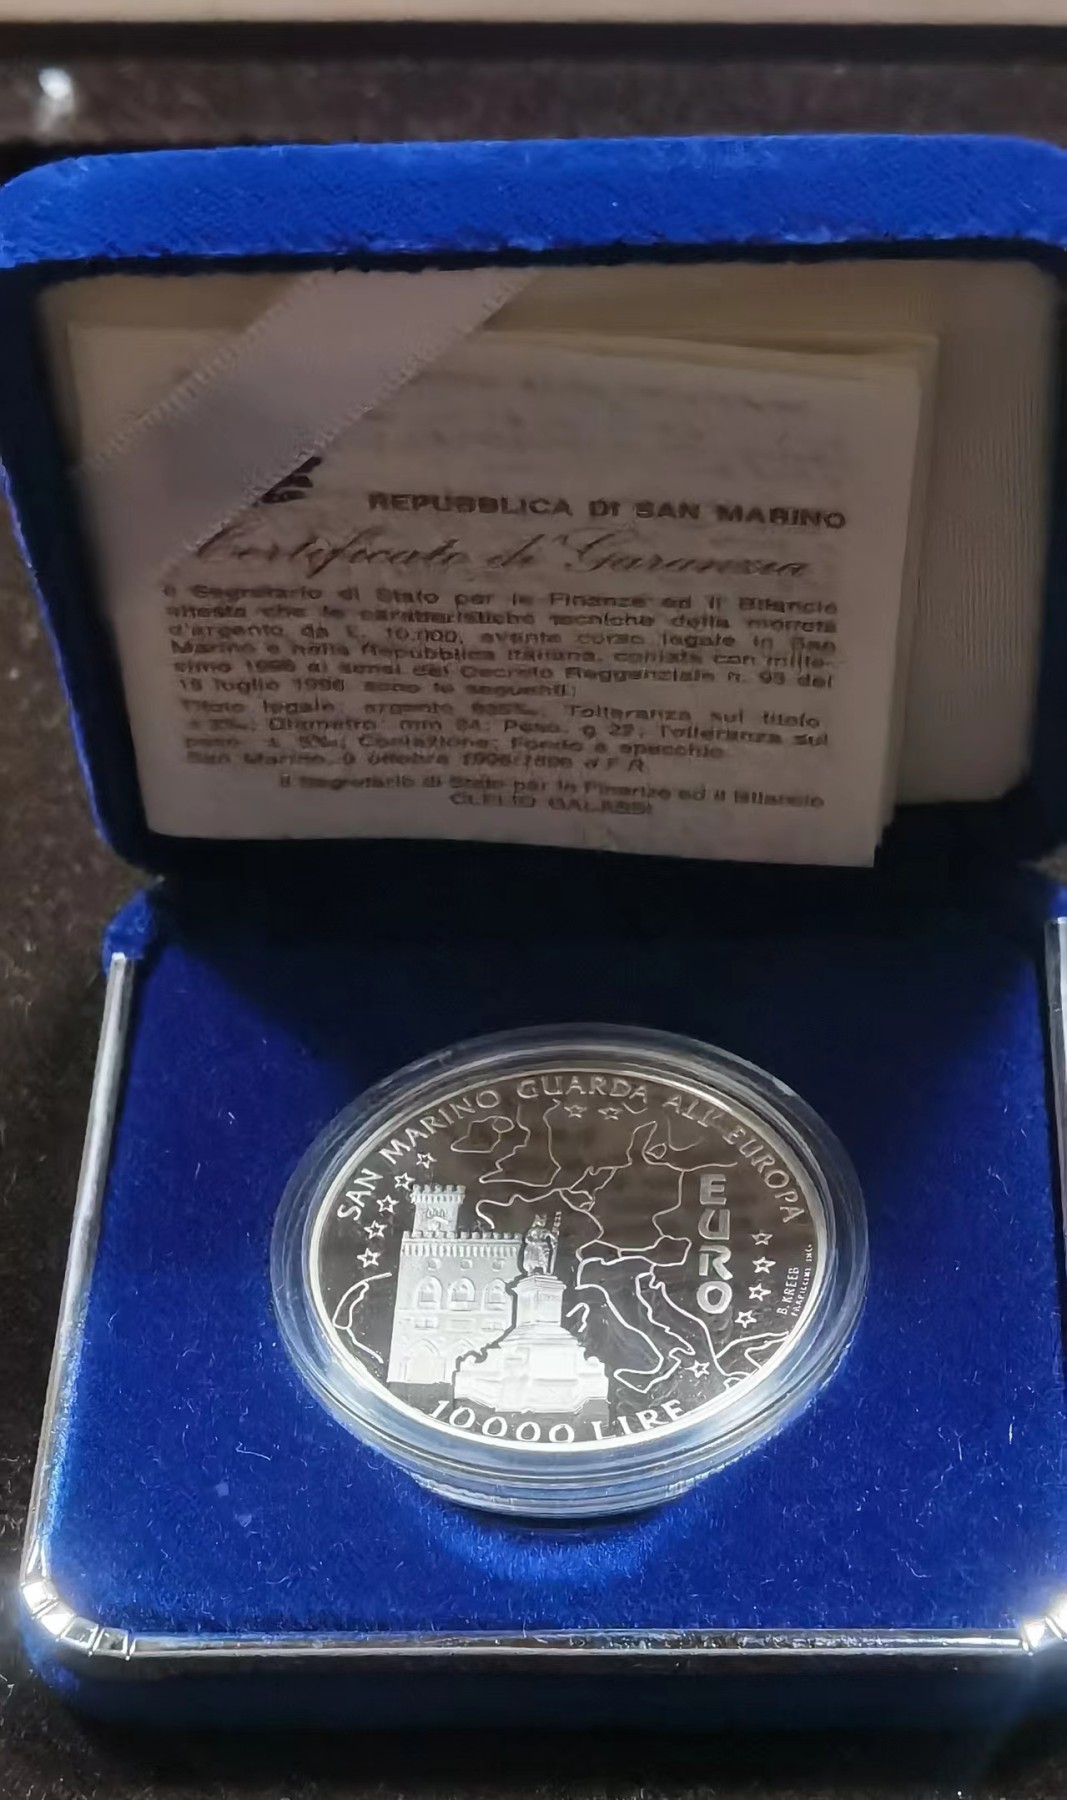 REPUBBLICA DI SAN MARINO
Certificato di Garanzia
Segretario di Stato per le Finanze ed il Bilancio
attesta che le caratteristiche tecniche della moneta
d'argento da L. 10.000, avente corso legale in San
Marino e nella Repubblica Italiana, coniata con mille-
simo 1996 ai sensi del Decreto Reggenziale n. 93 del
luglio 1996 sono le seguenti:
Titolo legale: argento 835‰; Tolleranza sul titolo
Diametro: mm 34; Peso: g 22; Tolleranza sul
peso ± 5‰; Coniazione: Fondo a specchio
San Marino, 9 ottobre 1996/1696 d.F.R.
Il Segretario di Stato per le Finanze ed il Bilancio
CLELIO GALASSI
SAN MARINO GUARDA ALL'EUROPA
EURO
B. KREEB
INC.
10000 LIRE